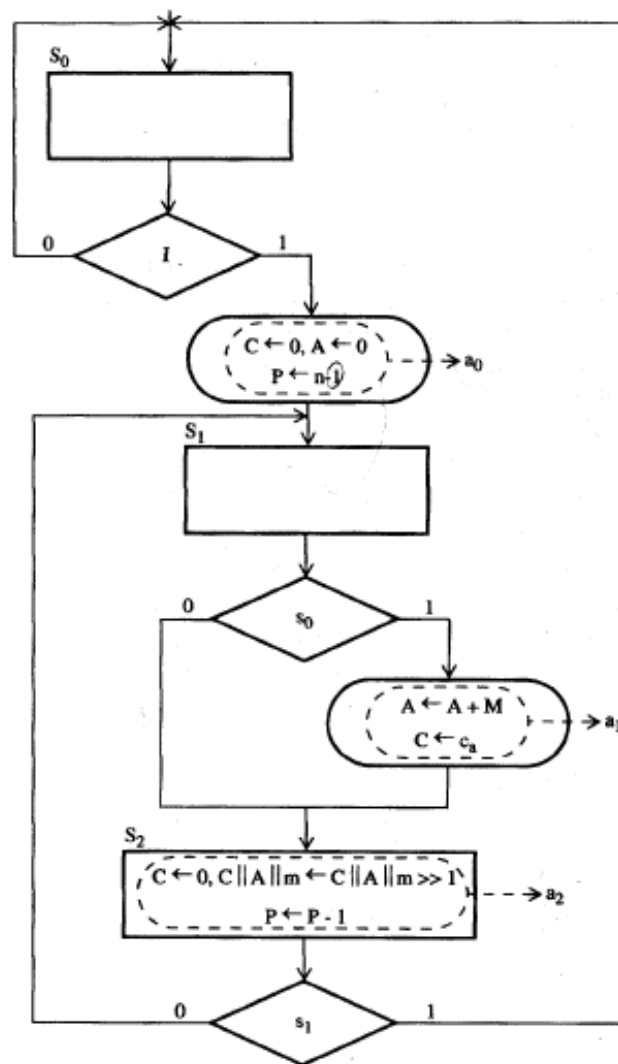 S0
0
I
1
C ← 0, A ← 0
P ← n-1
a0
S1
0
s0
1
A ← A + M
C ← ca
a1
S2
C ← 0, C||A||m ← C||A||m >> 1
P ← P - 1
a2
0
s1
1